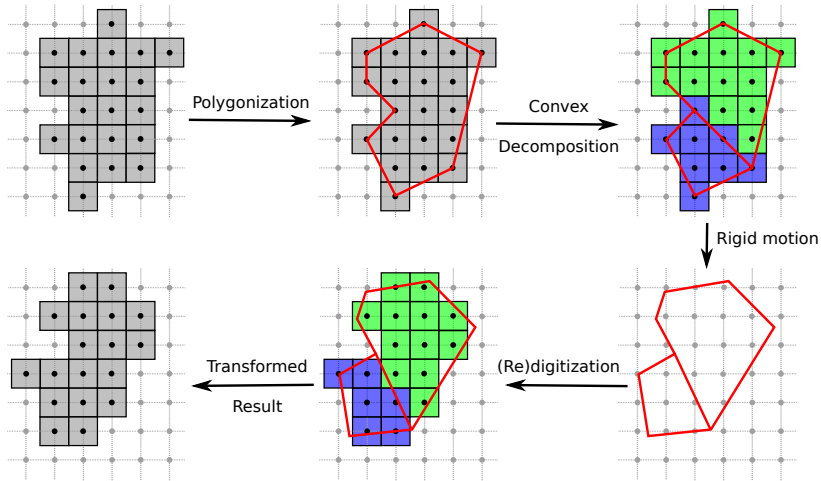 Polygonization
Convex
Decomposition
Rigid motion
(Re)digitization
Transformed
Result